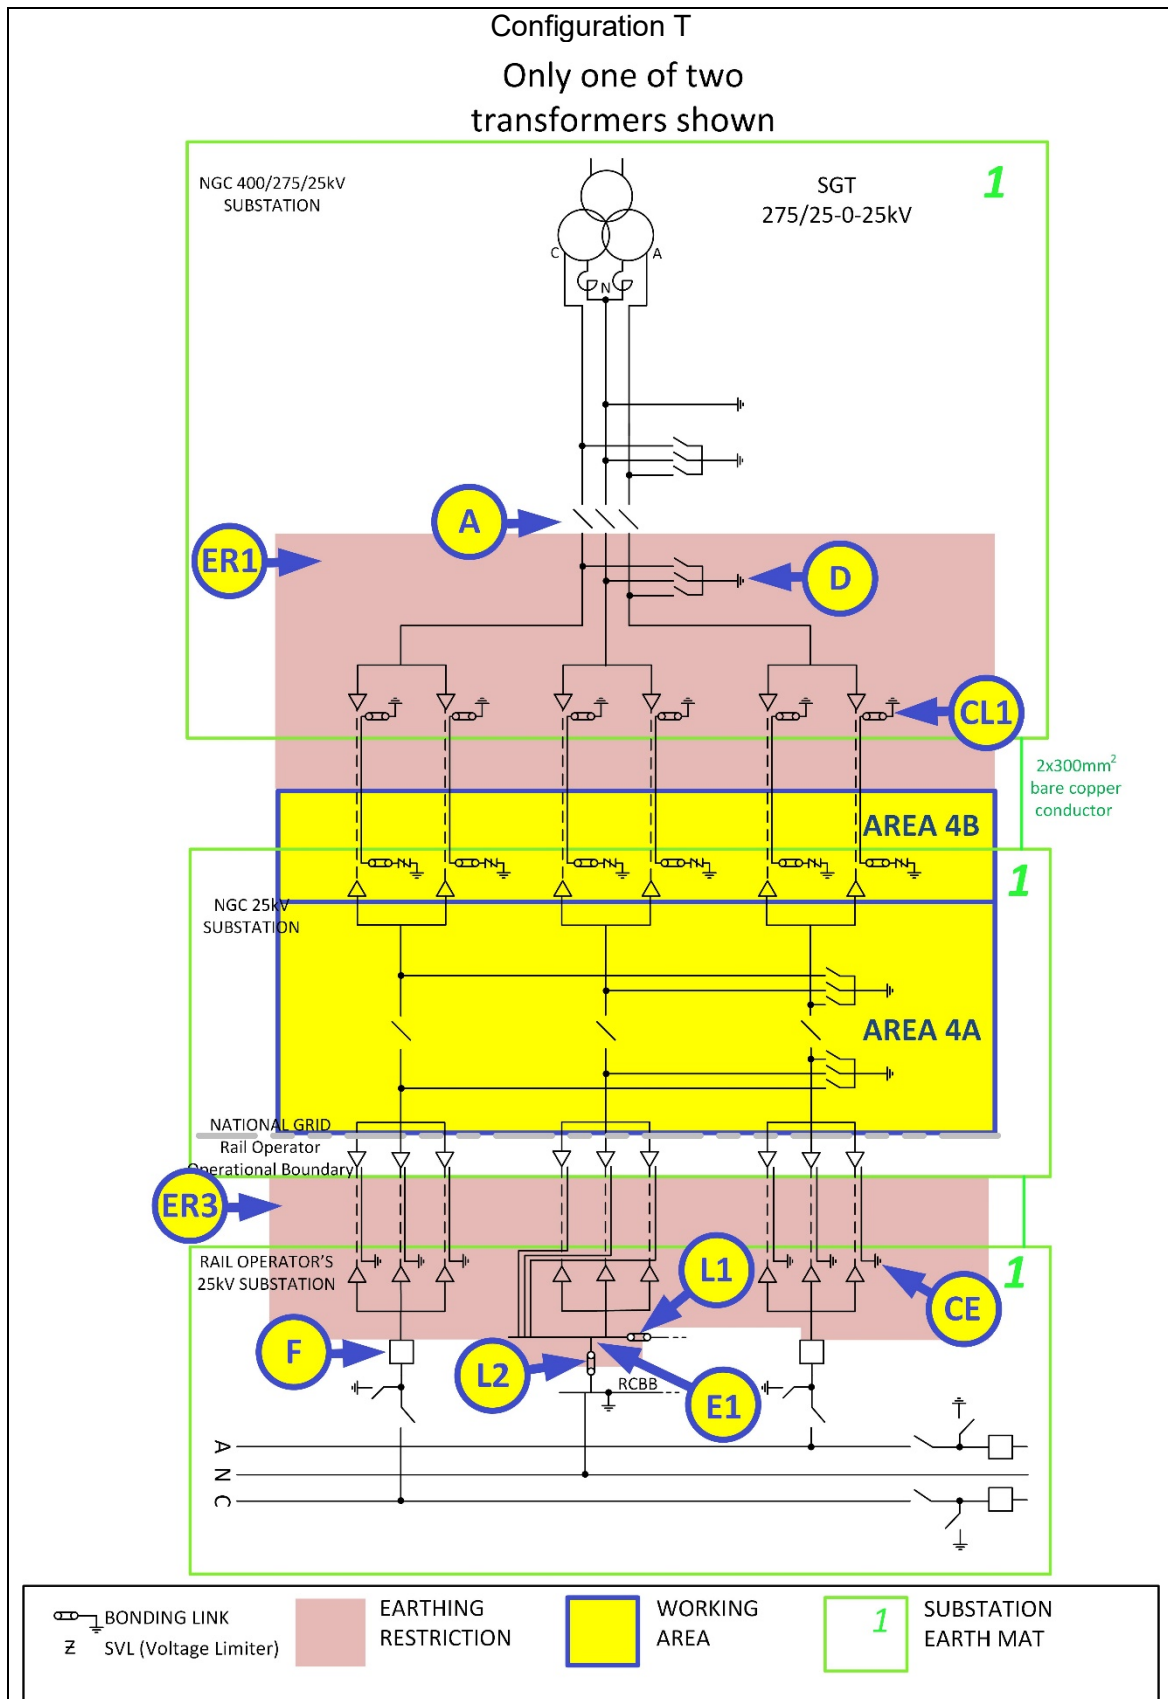 Configuration T
Only one of two
transformers shown
NGC 400/275/25kV
SUBSTATION
SGT
275/25-0-25kV
1
C
A
N
A
ER1
D
CL1
2x300mm²
bare copper
conductor
AREA 4B
1
NGC 25kV
SUBSTATION
AREA 4A
NATIONAL GRID
Rail Operator
Operational Boundary
ER3
RAIL OPERATOR'S
25kV SUBSTATION
1
L1
CE
F
L2
RCBB
E1
A
N
C
BONDING LINK
Z SVL (Voltage Limiter)
EARTHING
RESTRICTION
WORKING
AREA
1
SUBSTATION
EARTH MAT